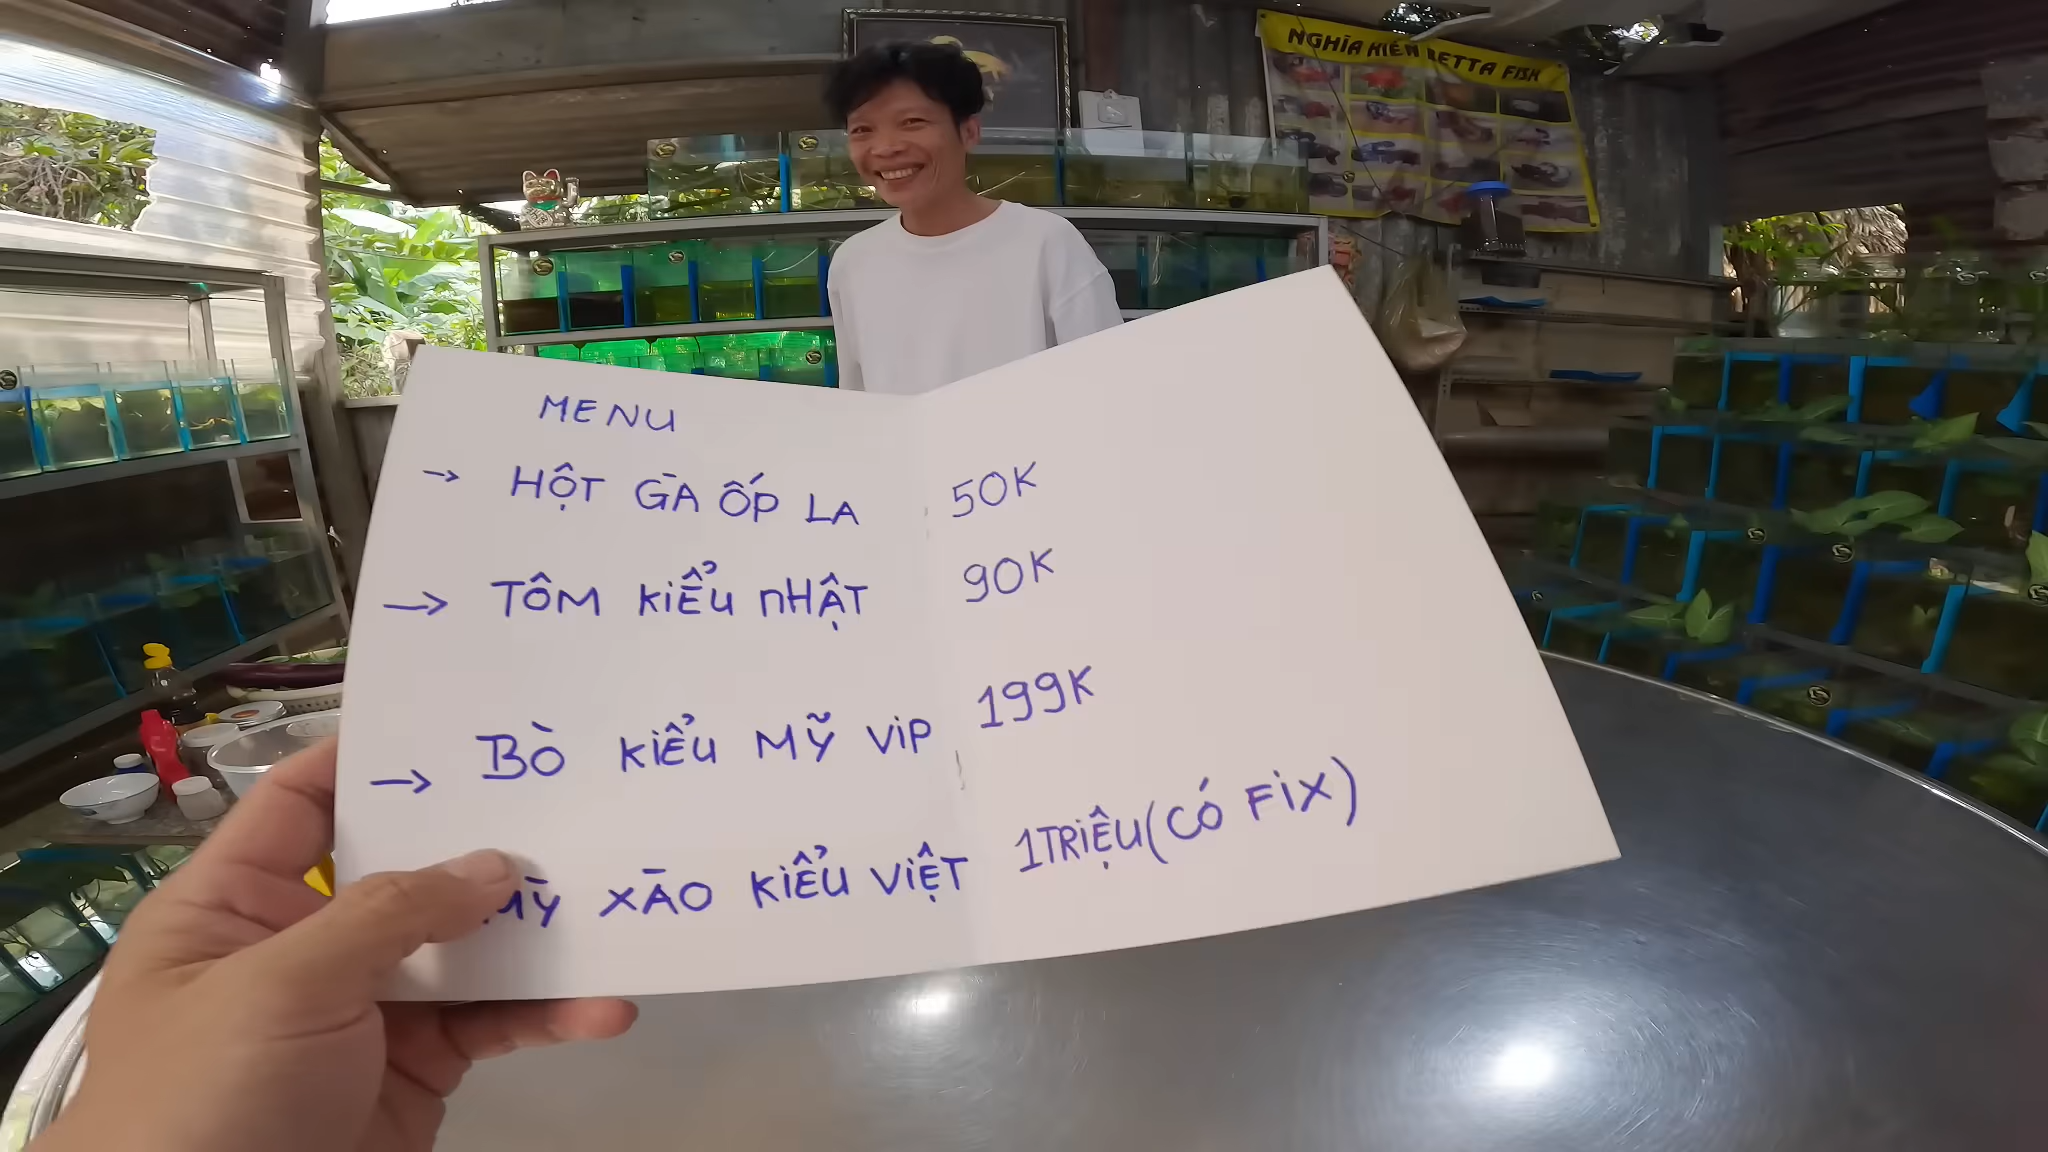 NGHĨA KIẾN BETTA FISH
MENU
→ HỘT GÀ ỐP LA 50K
→ TÔM KIỂU NHẬT 90K
→ BÒ KIỂU MỸ VIP 199K
MỲ XÀO KIỂU VIỆT 1TRIỆU(CÓ FIX)